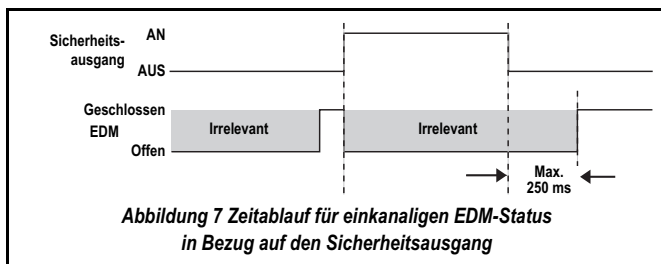 Sicherheits-
ausgang
AN
AUS
Geschlossen
EDM
Offen
Irrelevant
Irrelevant
Max.
250 ms
Abbildung 7 Zeitablauf für einkanaligen EDM-Status
in Bezug auf den Sicherheitsausgang